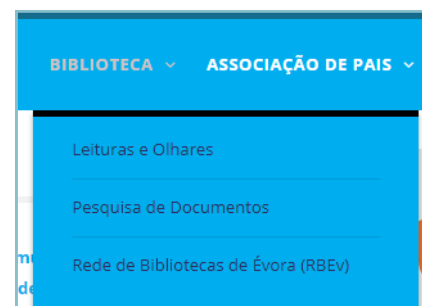 BIBLIOTECA ASSOCIAÇÃO DE PAIS
Leituras e Olhares
Pesquisa de Documentos
Rede de Bibliotecas de Évora (RBEv)